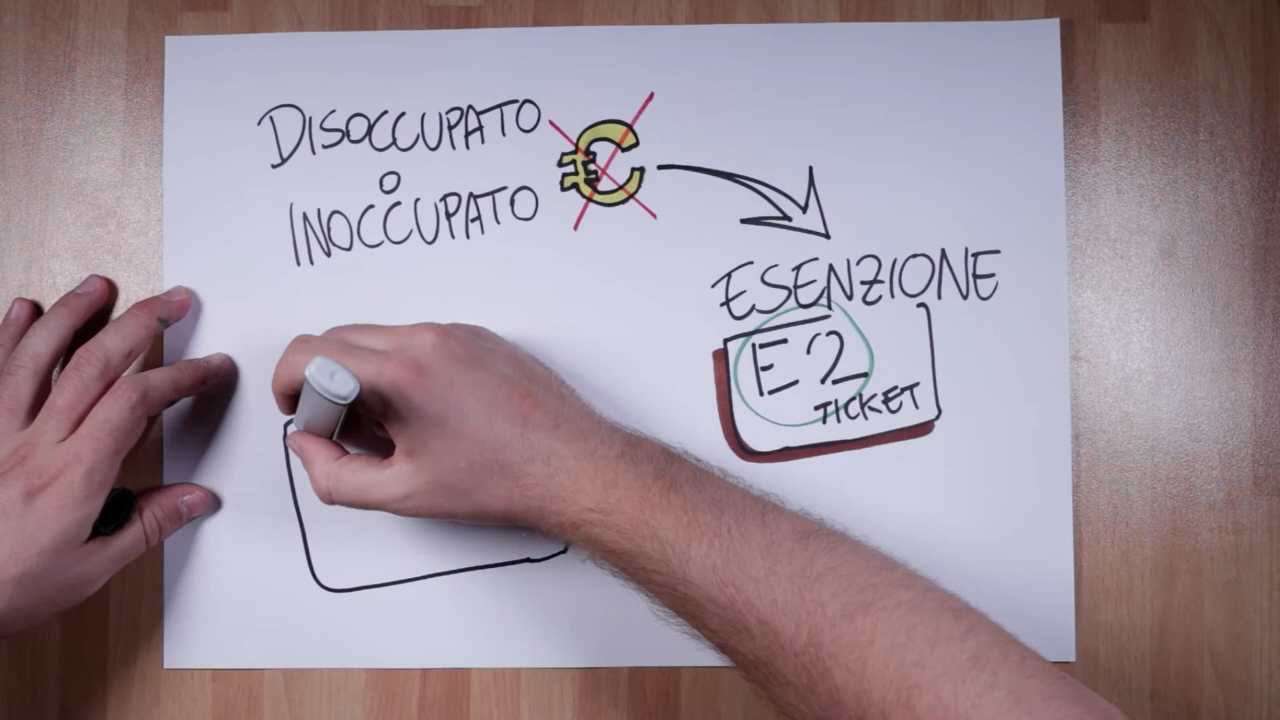 DISOCCUPATO
O
INOCCUPATO
€
ESENZIONE
E2
TICKET